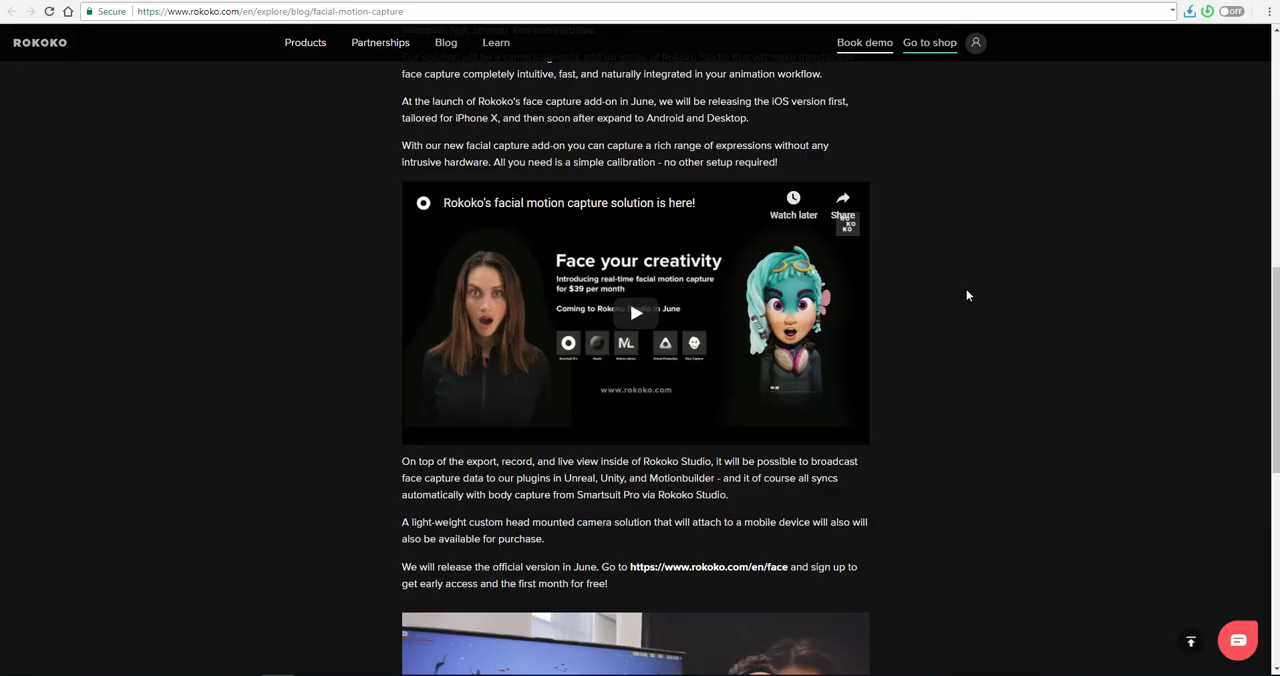 Secure https://www.rokoko.com/en/explore/blog/facial-motion-capture
OFF
ROKOKO Products Partnerships Blog Learn Book demo Go to shop
face capture completely intuitive, fast, and naturally integrated in your animation workflow.
At the launch of Rokoko's face capture add-on in June, we will be releasing the iOS version first,
tailored for iPhone X, and then soon after expand to Android and Desktop.
With our new facial capture add-on you can capture a rich range of expressions without any
intrusive hardware. All you need is a simple calibration - no other setup required!
Rokoko's facial motion capture solution is here!
Watch later Share
RO
KO
KO
Face your creativity
Introducing real-time facial motion capture
for $39 per month
Coming to Rokoko Studio in June
ML
www.rokoko.com
On top of the export, record, and live view inside of Rokoko Studio, it will be possible to broadcast
face capture data to our plugins in Unreal, Unity, and Motionbuilder - and it of course all syncs
automatically with body capture from Smartsuit Pro via Rokoko Studio.
A light-weight custom head mounted camera solution that will attach to a mobile device will also will
also be available for purchase.
We will release the official version in June. Go to https://www.rokoko.com/en/face and sign up to
get early access and the first month for free!